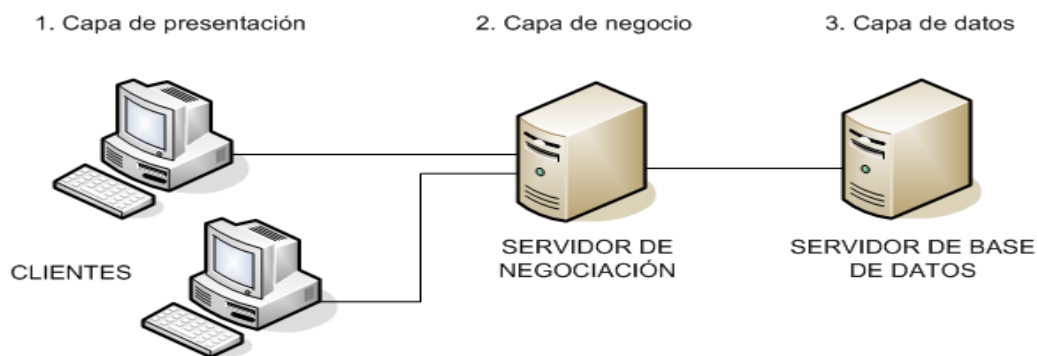 1. Capa de presentación
2. Capa de negocio
3. Capa de datos
CLIENTES
SERVIDOR DE
NEGOCIACIÓN
SERVIDOR DE BASE
DE DATOS